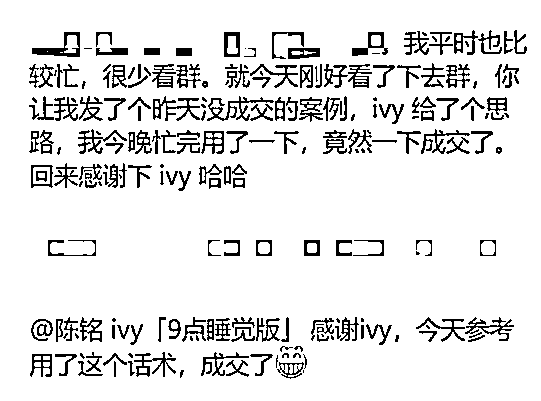 我平时也比
较忙，很少看群。就今天刚好看了下去群，你
让我发了个昨天没成交的案例，ivy 给了个思
路，我今晚忙完用了一下，竟然一下成交了。
回来感谢下 ivy 哈哈
@陈铭 ivy「9点睡觉版」 感谢ivy，今天参考
用了这个话术，成交了😁